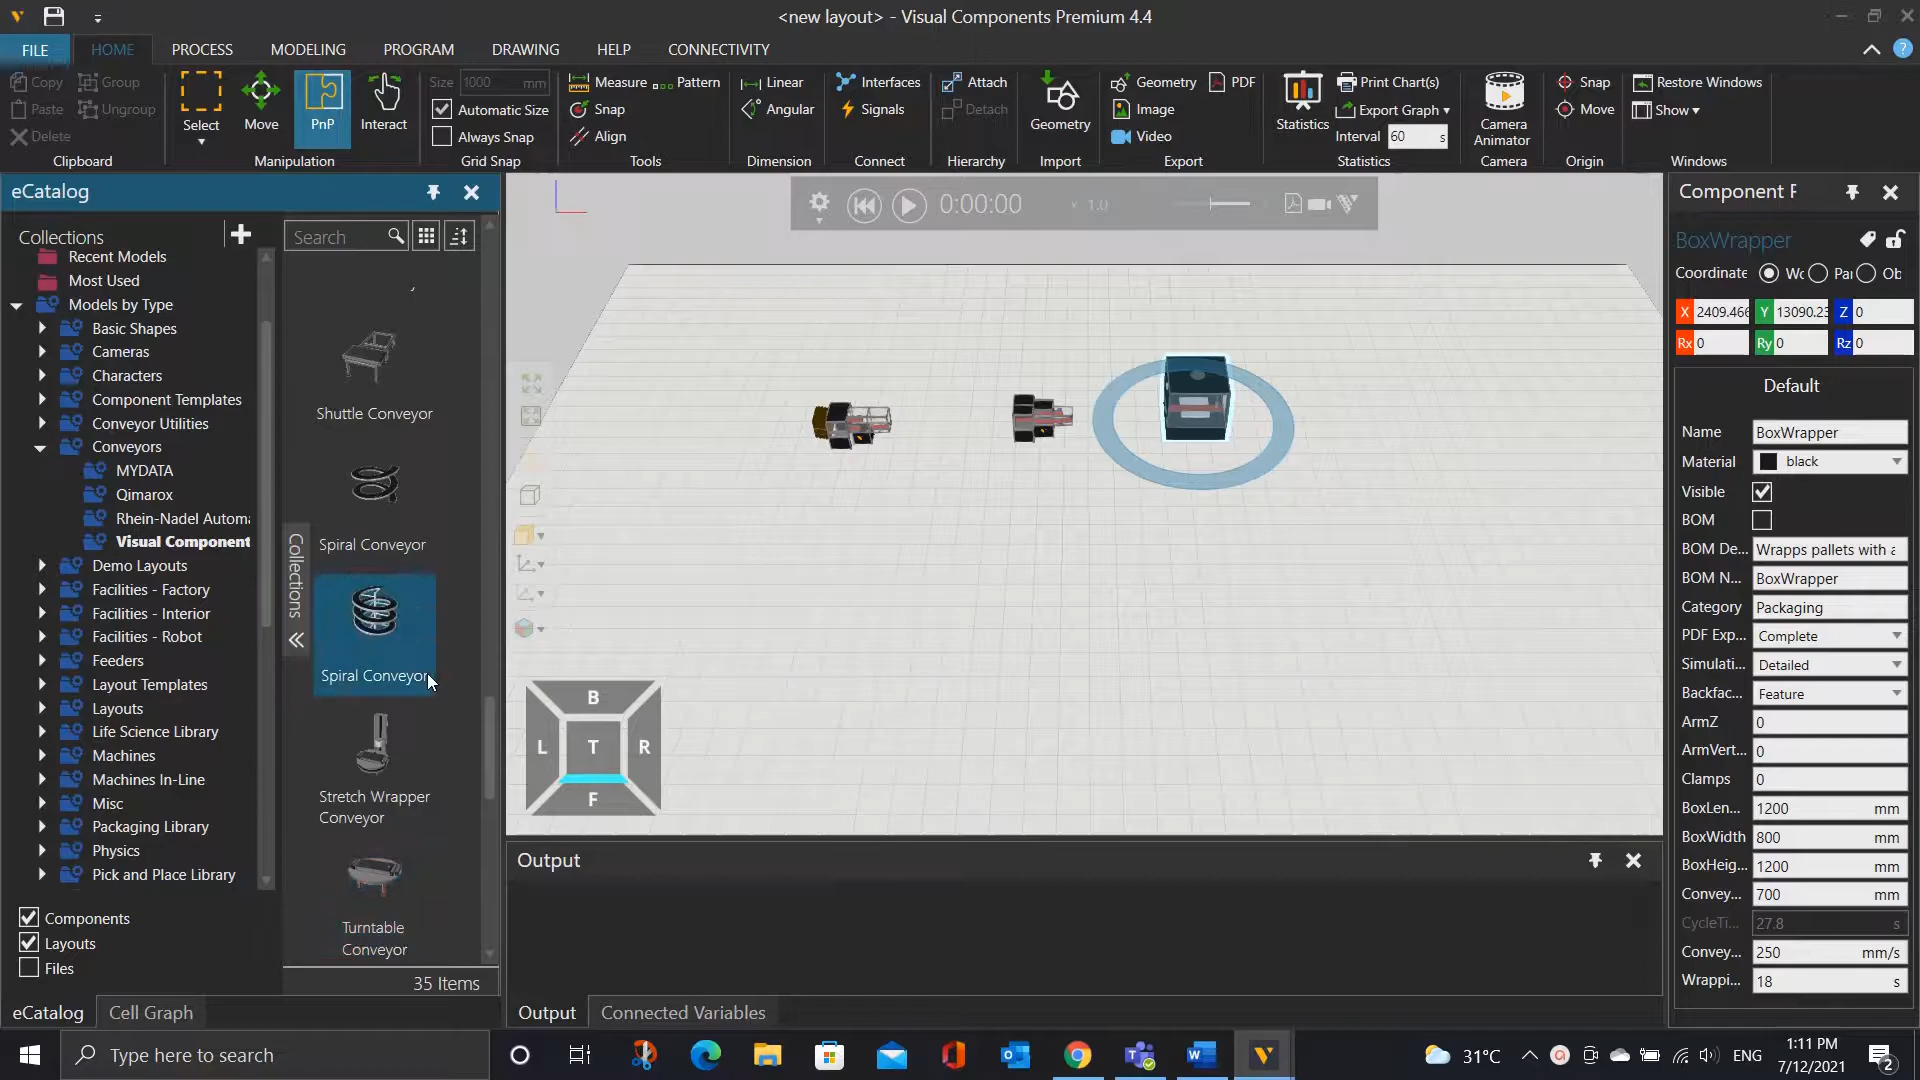 <new layout> - Visual Components Premium 4.4
FILE HOME PROCESS MODELING PROGRAM DRAWING HELP CONNECTIVITY
Copy Group
Paste Ungroup
Delete
Clipboard
Select Move PnP Interact
Manipulation
Size 1000 mm
Automatic Size
Always Snap
Grid Snap
Measure Pattern
Snap
Align
Tools
Linear
Angular
Dimension
Interfaces
Signals
Connect
Attach
Detach
Hierarchy
Geometry
Import
Geometry PDF
Image
Video
Export
Statistics
Print Chart(s)
Export Graph
Interval 60 s
Statistics
Camera
Animator
Camera
Snap
Move
Origin
Restore Windows
Show
Windows
eCatalog
Collections
Recent Models
Most Used
Models by Type
Basic Shapes
Cameras
Characters
Component Templates
Conveyor Utilities
Conveyors
MYDATA
Qimarox
Rhein-Nadel Automa
Visual Component
Demo Layouts
Facilities - Factory
Facilities - Interior
Facilities - Robot
Feeders
Layout Templates
Layouts
Life Science Library
Machines
Machines In-Line
Misc
Packaging Library
Physics
Pick and Place Library
Components
Layouts
Files
Search
Collections
Shuttle Conveyor
Spiral Conveyor
Spiral Conveyor
Stretch Wrapper
Conveyor
Turntable
Conveyor
35 Items
eCatalog Cell Graph
0:00:00 x 1.0
B
L T R
F
Output
Output Connected Variables
Component P
BoxWrapper
Coordinate Wo Par Ob
X 2409.466 Y 13090.23 Z 0
Rx 0 Ry 0 Rz 0
Default
Name BoxWrapper
Material black
Visible
BOM
BOM De... Wrapps pallets with a
BOM N... BoxWrapper
Category Packaging
PDF Exp... Complete
Simulati... Detailed
Backfac... Feature
ArmZ 0
ArmVert... 0
Clamps 0
BoxLen... 1200 mm
BoxWidth 800 mm
BoxHeig... 1200 mm
Convey... 700 mm
CycleTi... 27.8 s
Convey... 250 mm/s
Wrappi... 18 s
Type here to search
31°C ENG
1:11 PM
7/12/2021
2